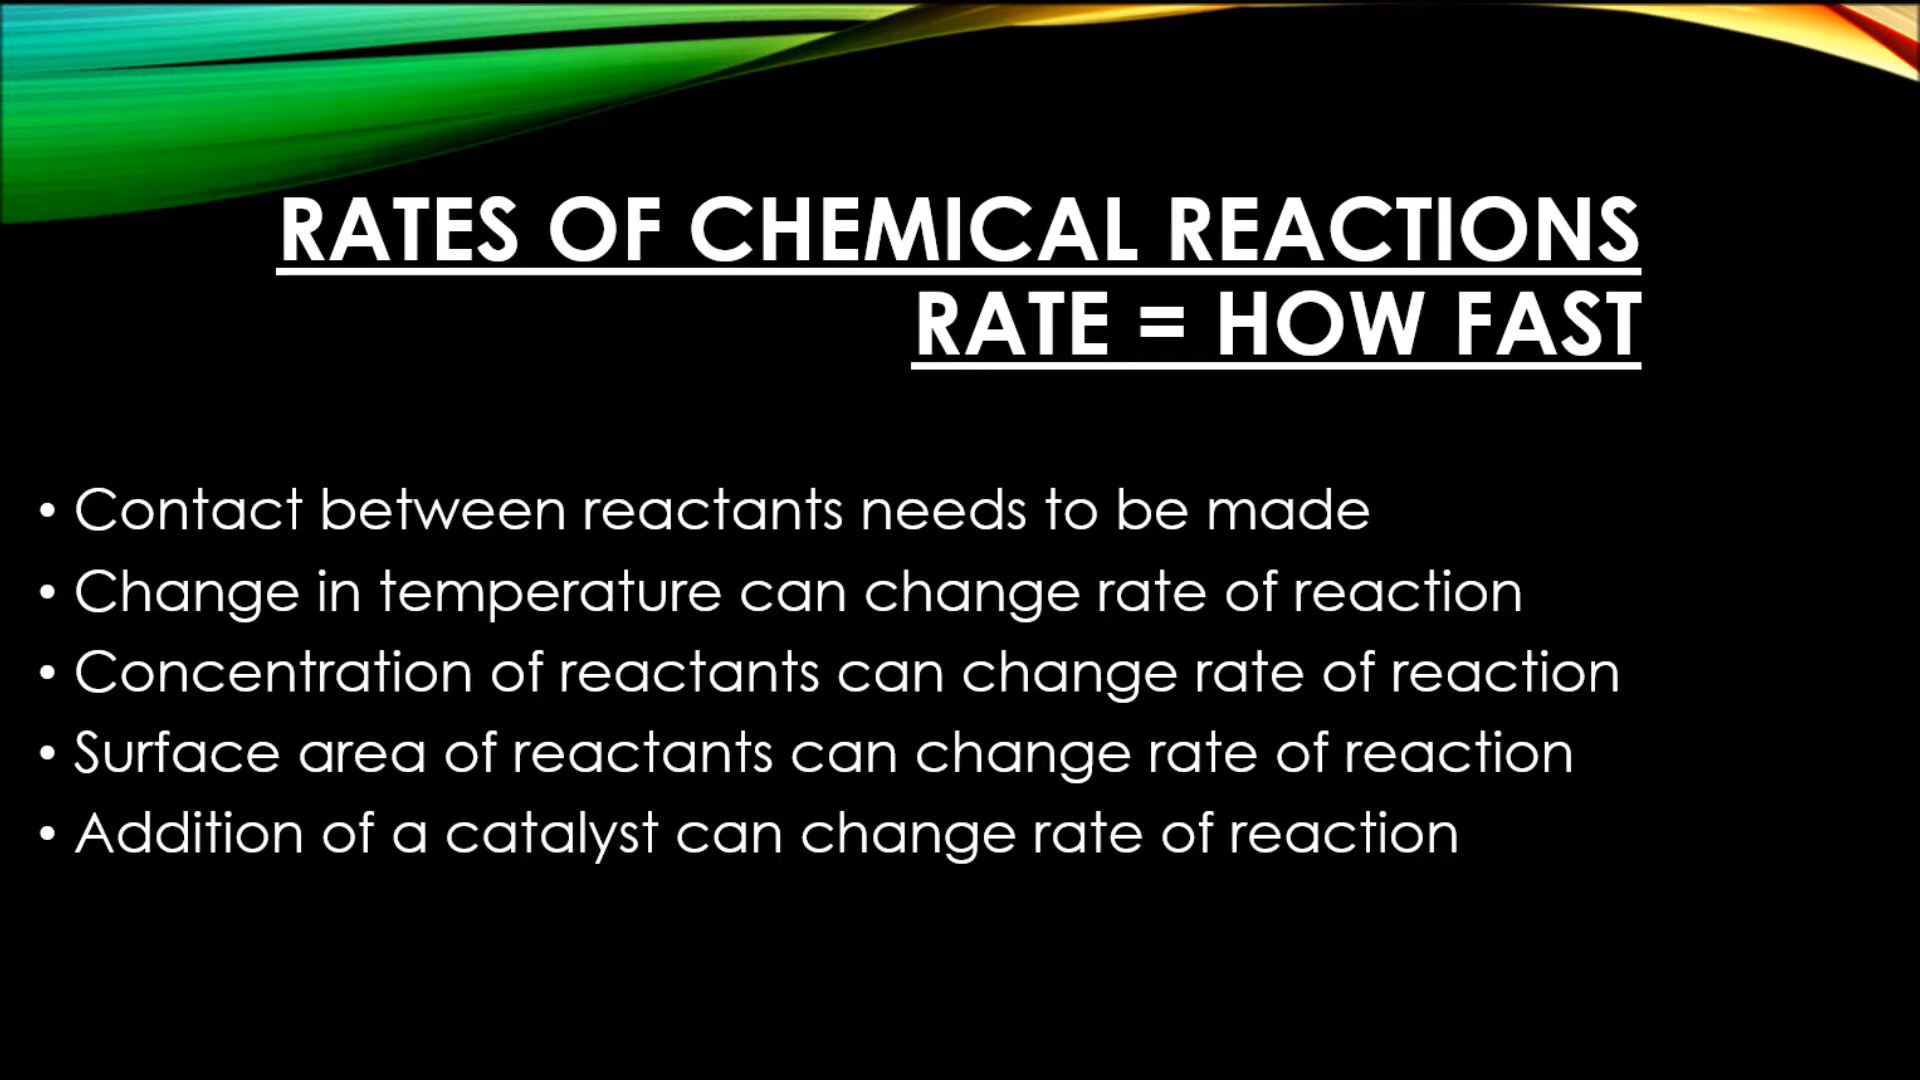 RATES OF CHEMICAL REACTIONS
RATE = HOW FAST
• Contact between reactants needs to be made
• Change in temperature can change rate of reaction
• Concentration of reactants can change rate of reaction
• Surface area of reactants can change rate of reaction
• Addition of a catalyst can change rate of reaction